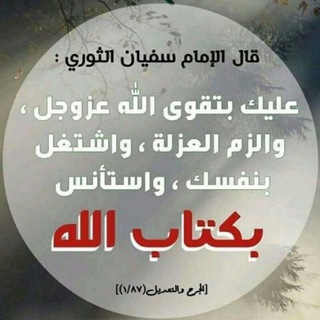 قال الإمام سفيان الثوري :
عليك بتقوى الله عزوجل ،
والزم العزلة ، واشتغل
بنفسك ، واستأنس
بكتاب الله
[الجرح والتعديل(١/٨٧)]